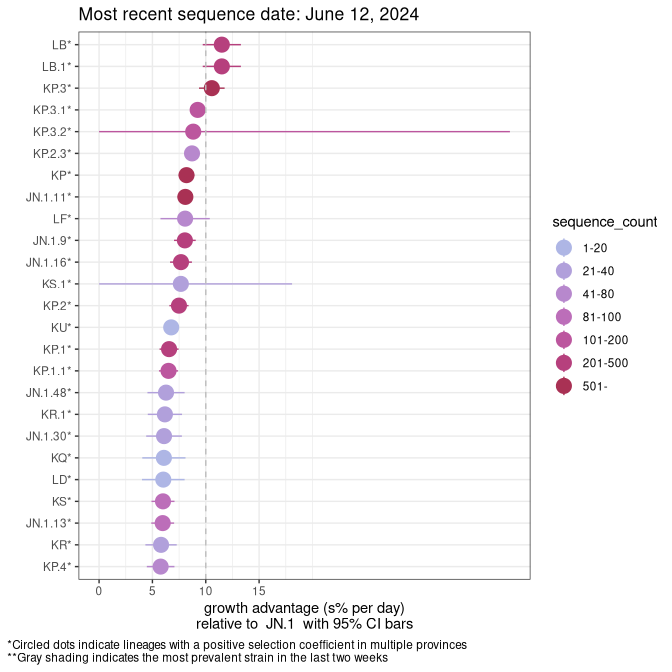 Most recent sequence date: June 12, 2024
LB*
LB.1*
KP.3*
KP.3.1*
KP.3.2*
KP.2.3*
KP*
JN.1.11*
LF*
JN.1.9*
JN.1.16*
KS.1*
KP.2*
KU*
KP.1*
KP.1.1*
JN.1.48*
KR.1*
JN.1.30*
KQ*
LD*
KS*
JN.1.13*
KR*
KP.4*
0 5 10 15
growth advantage (s% per day)
relative to JN.1 with 95% CI bars
sequence_count
1-20
21-40
41-80
81-100
101-200
201-500
501-
*Circled dots indicate lineages with a positive selection coefficient in multiple provinces
**Gray shading indicates the most prevalent strain in the last two weeks